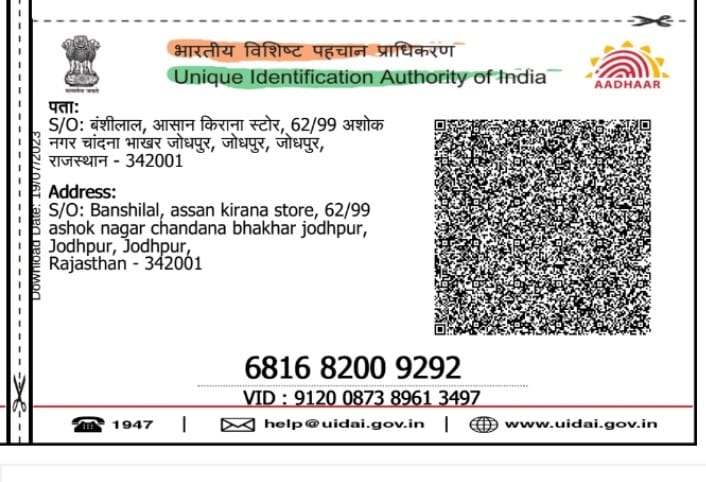 भारतीय विशिष्ट पहचान प्राधिकरण
Unique Identification Authority of India
AADHAAR
सत्यमेव जयते
पता:
S/O: बंशीलाल, आसान किराना स्टोर, 62/99 अशोक
नगर चांदना भाखर जोधपुर, जोधपुर, जोधपुर,
राजस्थान - 342001
Address:
S/O: Banshilal, assan kirana store, 62/99
ashok nagar chandana bhakhar jodhpur,
Jodhpur, Jodhpur,
Rajasthan - 342001
Download Date: 19/07/2023
6816 8200 9292
VID : 9120 0873 8961 3497
1947 | help@uidai.gov.in | www.uidai.gov.in